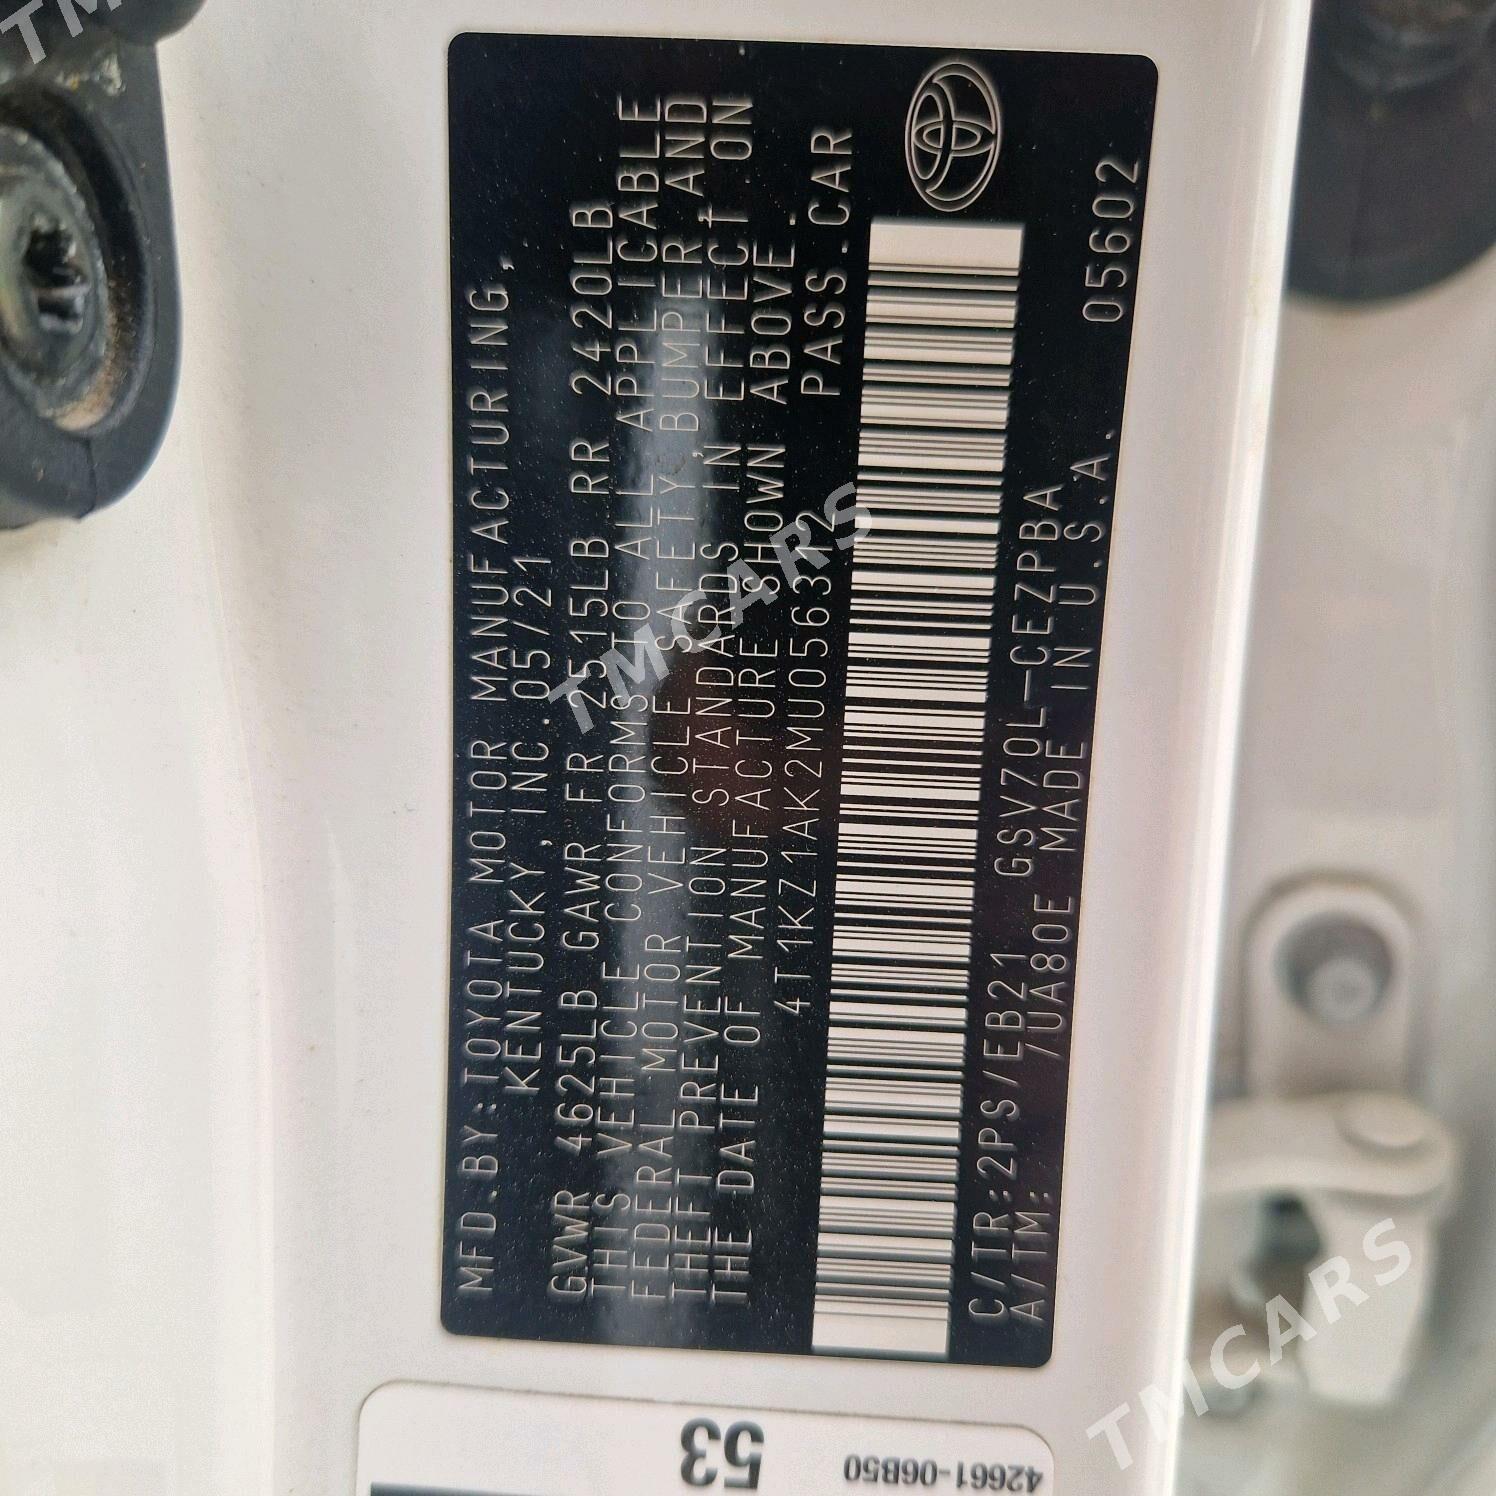 MFD.BY:TOYOTA MOTOR MANUFACTURING,
KENTUCKY, INC.05/21
GVWR 4625LB GAWR FR 2515LB RR 2420LB
THIS VEHICLE CONFORMS TO ALL APPLICABLE
FEDERAL MOTOR VEHICLE SAFETY,BUMPER,AND
THEFT PREVENTION STANDARDS IN EFFECT ON
THE DATE OF MANUFACTURE SHOWN ABOVE.
4T1KZ1AK2MU056312 PASS.CAR
C/TR:2PS/EB21 GSV70L-CEZPBA 05602
A/TM: /UA80E MADE IN U.S.A.
53
42661-06B50
TMCARS
TMCARS
TM